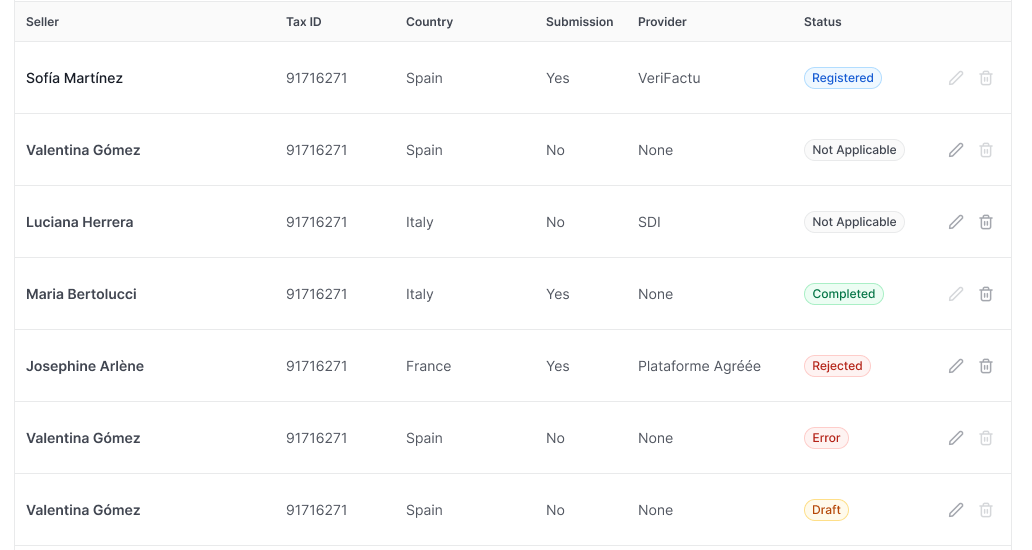 Seller Tax ID Country Submission Provider Status
Sofía Martínez 91716271 Spain Yes VeriFactu Registered
Valentina Gómez 91716271 Spain No None Not Applicable
Luciana Herrera 91716271 Italy No SDI Not Applicable
Maria Bertolucci 91716271 Italy Yes None Completed
Josephine Arlène 91716271 France Yes Plataforme Agréée Rejected
Valentina Gómez 91716271 Spain No None Error
Valentina Gómez 91716271 Spain No None Draft